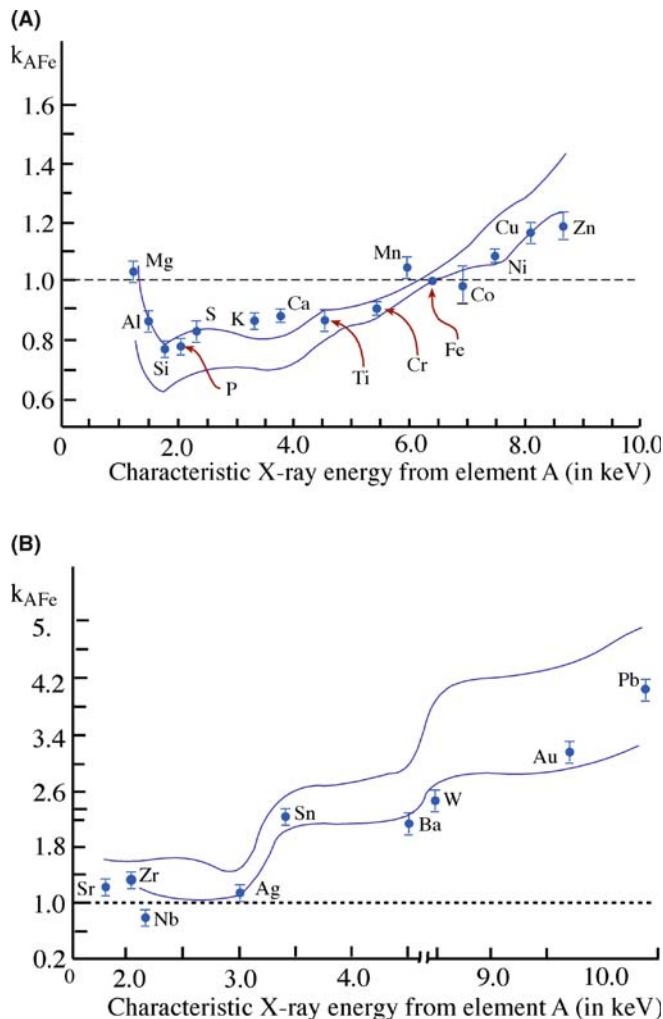 (A)
k_AFe
1.6
1.4
1.2
1.0
0.8
0.6
Mg
Al
Si
P
S
K
Ca
Ti
Cr
Mn
Fe
Co
Ni
Cu
Zn
0 2.0 4.0 6.0 8.0 10.0
Characteristic X-ray energy from element A (in keV)
(B)
k_AFe
5.
4.2
3.4
2.6
1.8
1.0
0.2
Sr
Zr
Nb
Ag
Sn
Ba
W
Au
Pb
0 2.0 3.0 4.0 9.0 10.0
Characteristic X-ray energy from element A (in keV)